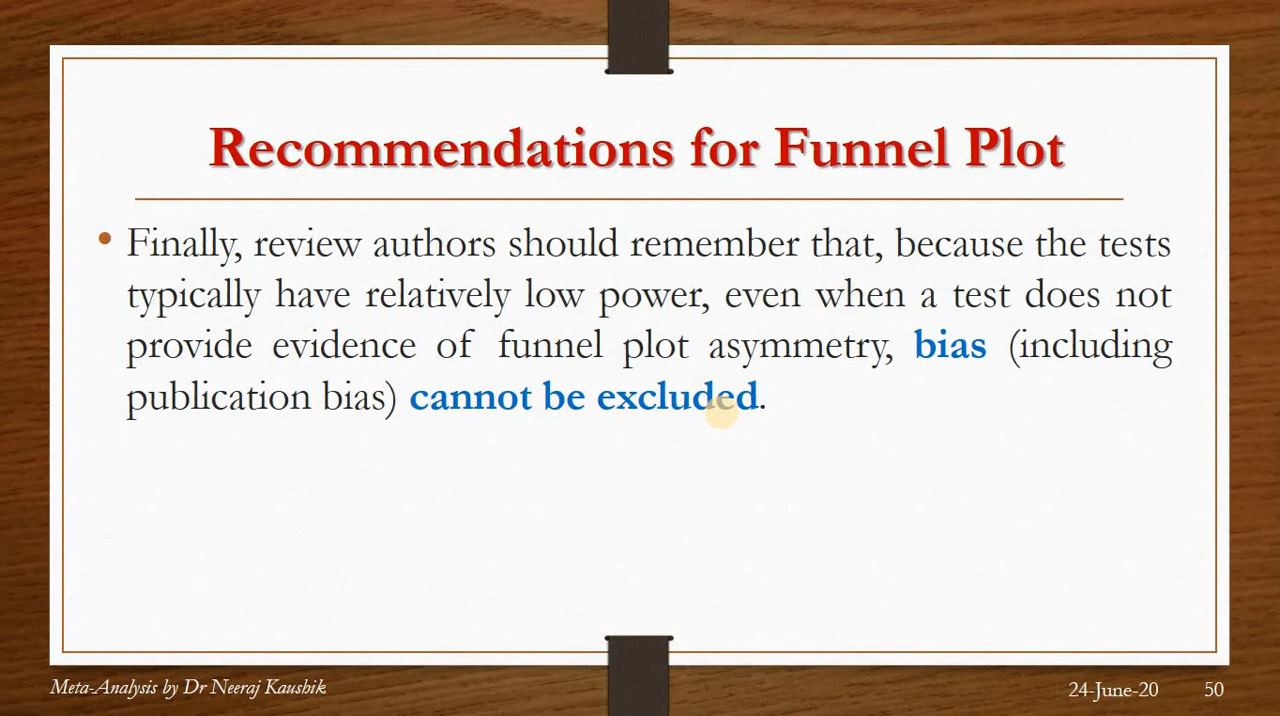 Recommendations for Funnel Plot
• Finally, review authors should remember that, because the tests
typically have relatively low power, even when a test does not
provide evidence of funnel plot asymmetry, bias (including
publication bias) cannot be excluded.
Meta-Analysis by Dr Neeraj Kaushik
24-June-20
50